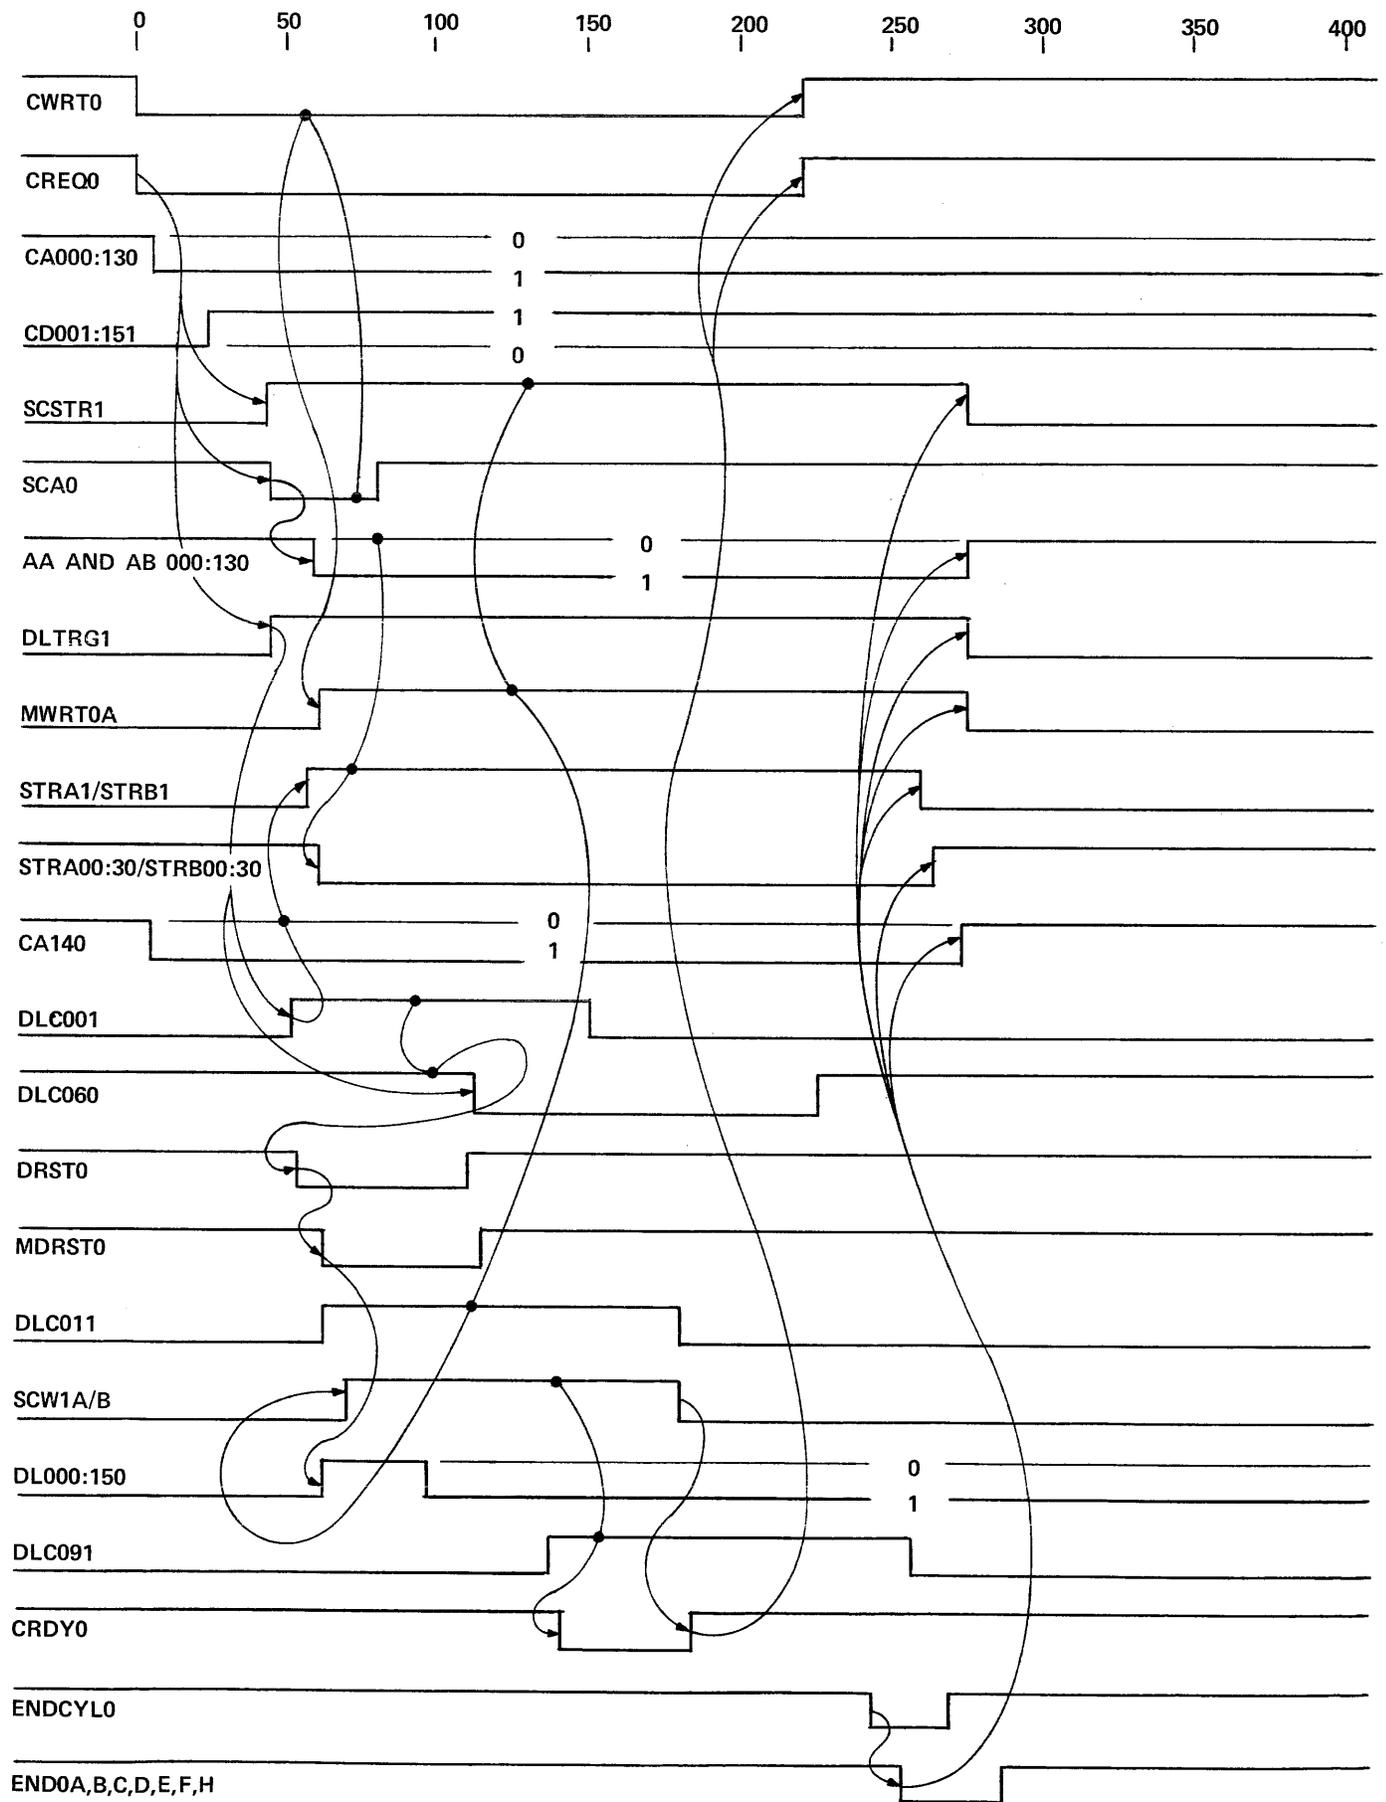 0 50 100 150 200 250 300 350 400
CWRT0
CREQ0
0
CA000:130
1
1
CD001:151
0
SCSTR1
SCA0
0
AA AND AB 000:130
1
DLTRG1
MWRT0A
STRA1/STRB1
STRA00:30/STRB00:30
0
CA140
1
DLC001
DLC060
DRST0
MDRST0
DLC011
SCW1A/B
0
DL000:150
1
DLC091
CRDY0
ENDCYL0
END0A,B,C,D,E,F,H